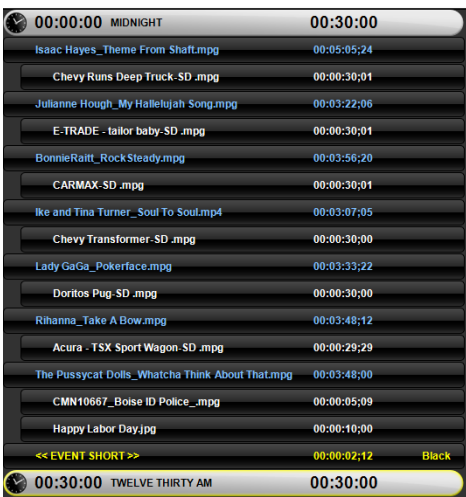 00:00:00 MIDNIGHT 00:30:00
Isaac Hayes_Theme From Shaft.mpg 00:05:05;24
Chevy Runs Deep Truck-SD .mpg 00:00:30;01
Julianne Hough_My Hallelujah Song.mpg 00:03:22;06
E-TRADE - tailor baby-SD .mpg 00:00:30;01
BonnieRaitt_RockSteady.mpg 00:03:56;20
CARMAX-SD .mpg 00:00:30;01
Ike and Tina Turner_Soul To Soul.mp4 00:03:07;05
Chevy Transformer-SD .mpg 00:00:30;00
Lady GaGa_Pokerface.mpg 00:03:33;22
Doritos Pug-SD .mpg 00:00:30;00
Rihanna_Take A Bow.mpg 00:03:48;12
Acura - TSX Sport Wagon-SD .mpg 00:00:29;29
The Pussycat Dolls_Whatcha Think About That.mpg 00:03:48;00
CMN10667_Boise ID Police_.mpg 00:00:05;09
Happy Labor Day.jpg 00:00:10;00
<< EVENT SHORT >> 00:00:02;12 Black
00:30:00 TWELVE THIRTY AM 00:30:00